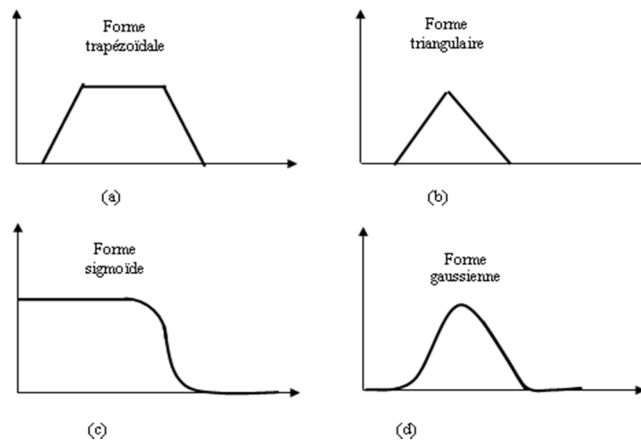 Forme
trapézoïdale
Forme
triangulaire
(a)
(b)
Forme
sigmoïde
Forme
gaussienne
(c)
(d)